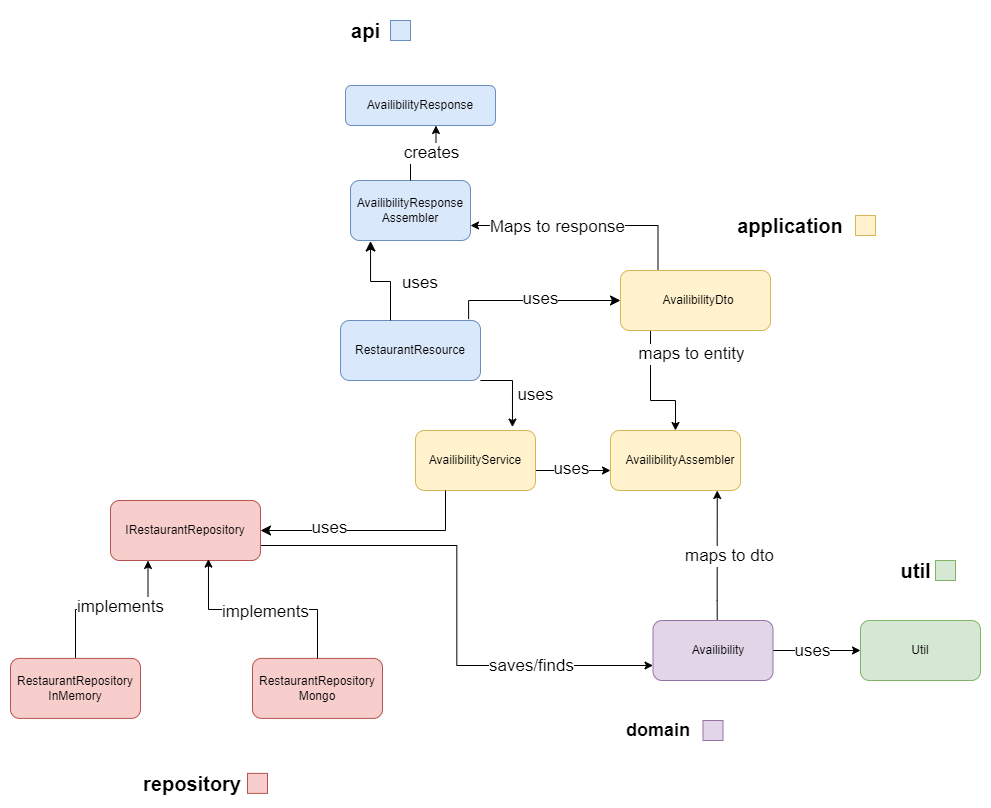 api
AvailibilityResponse
creates
AvailibilityResponse
Assembler
Maps to response
application
uses
uses
AvailibilityDto
RestaurantResource
maps to entity
uses
AvailibilityService
uses
AvailibilityAssembler
IRestaurantRepository
uses
maps to dto
util
implements
implements
RestaurantRepository
InMemory
RestaurantRepository
Mongo
saves/finds
Availibility
uses
Util
domain
repository